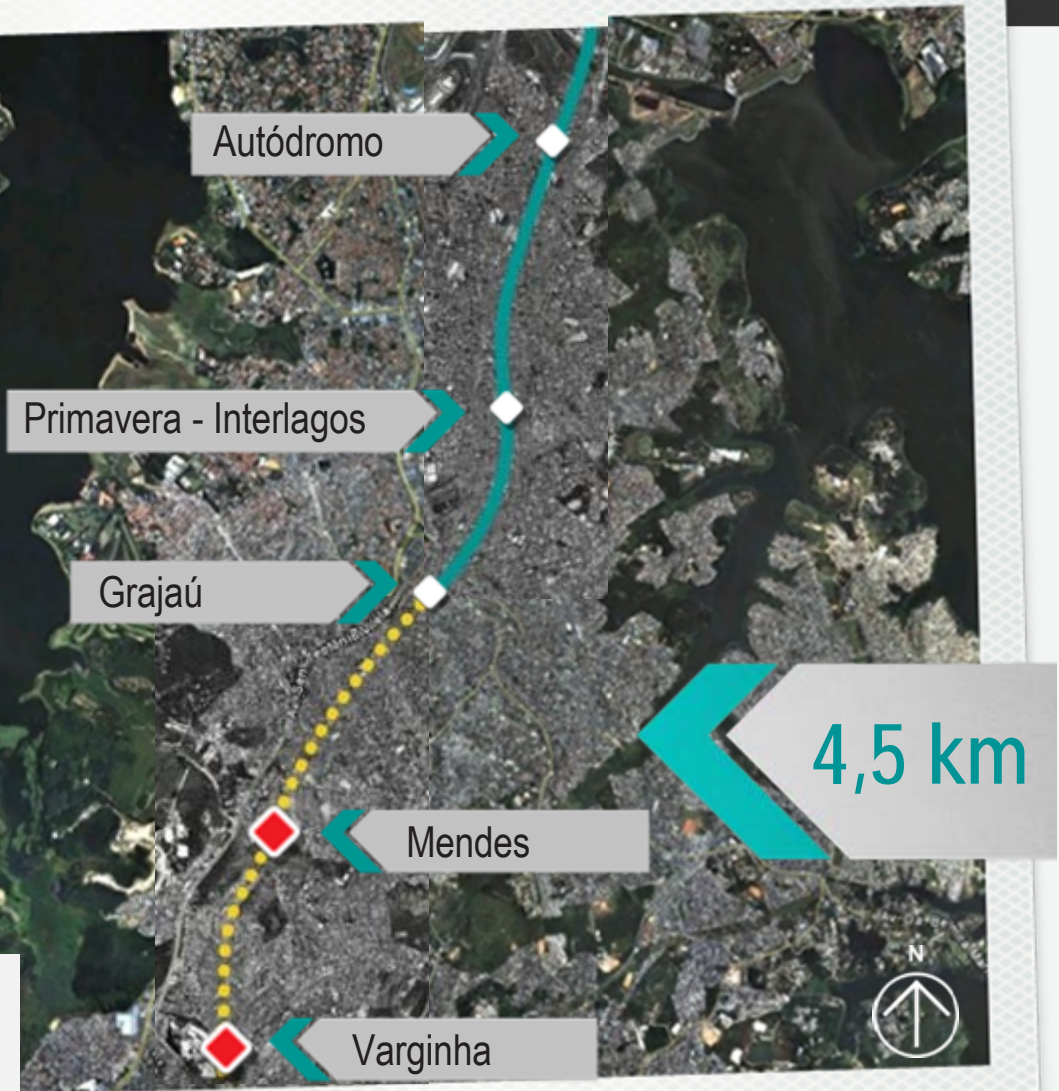 Autódromo
Primavera - Interlagos
Grajaú
4,5 km
Mendes
N
Varginha